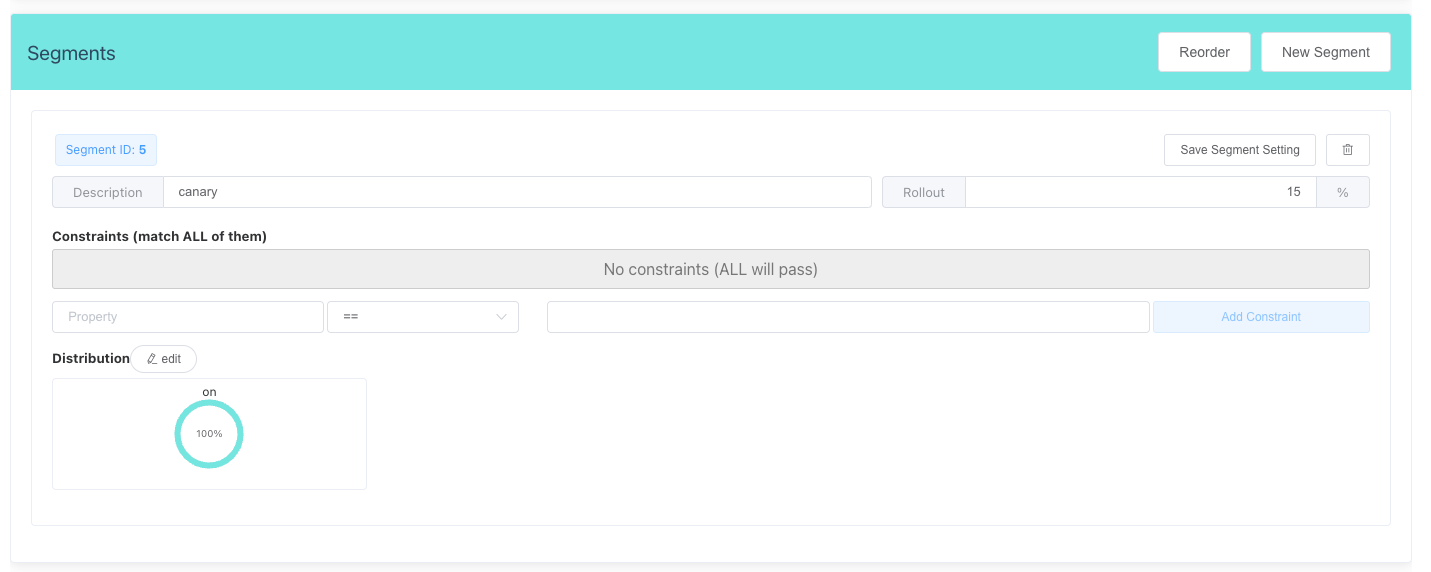 Segments
Reorder
New Segment
Segment ID: 5
Save Segment Setting
Description
canary
Rollout
15
%
Constraints (match ALL of them)
No constraints (ALL will pass)
Property
==
Add Constraint
Distribution
edit
on
100%